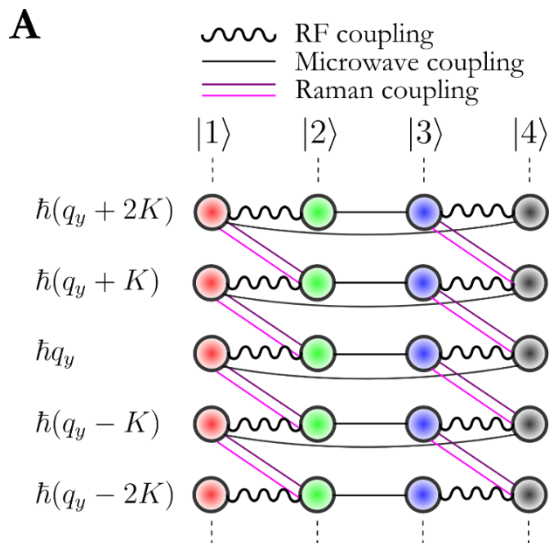 A
RF coupling
Microwave coupling
Raman coupling
|1⟩ |2⟩ |3⟩ |4⟩
ℏ(q_y + 2K)
ℏ(q_y + K)
ℏq_y
ℏ(q_y − K)
ℏ(q_y − 2K)